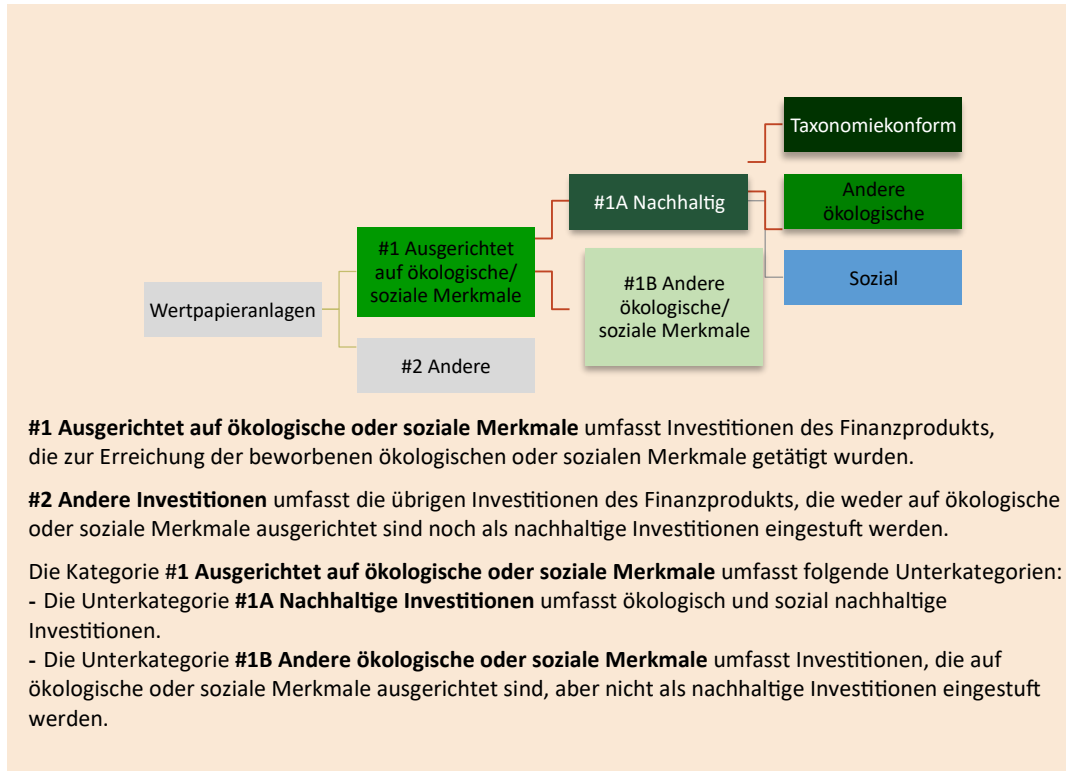 Taxonomiekonform
#1A Nachhaltig
Andere
ökologische
#1 Ausgerichtet
auf ökologische/
soziale Merkmale
Sozial
#1B Andere
ökologische/
soziale Merkmale
Wertpapieranlagen
#2 Andere
#1 Ausgerichtet auf ökologische oder soziale Merkmale umfasst Investitionen des Finanzprodukts,
die zur Erreichung der beworbenen ökologischen oder sozialen Merkmale getätigt wurden.
#2 Andere Investitionen umfasst die übrigen Investitionen des Finanzprodukts, die weder auf ökologische
oder soziale Merkmale ausgerichtet sind noch als nachhaltige Investitionen eingestuft werden.
Die Kategorie #1 Ausgerichtet auf ökologische oder soziale Merkmale umfasst folgende Unterkategorien:
- Die Unterkategorie #1A Nachhaltige Investitionen umfasst ökologisch und sozial nachhaltige
Investitionen.
- Die Unterkategorie #1B Andere ökologische oder soziale Merkmale umfasst Investitionen, die auf
ökologische oder soziale Merkmale ausgerichtet sind, aber nicht als nachhaltige Investitionen eingestuft
werden.